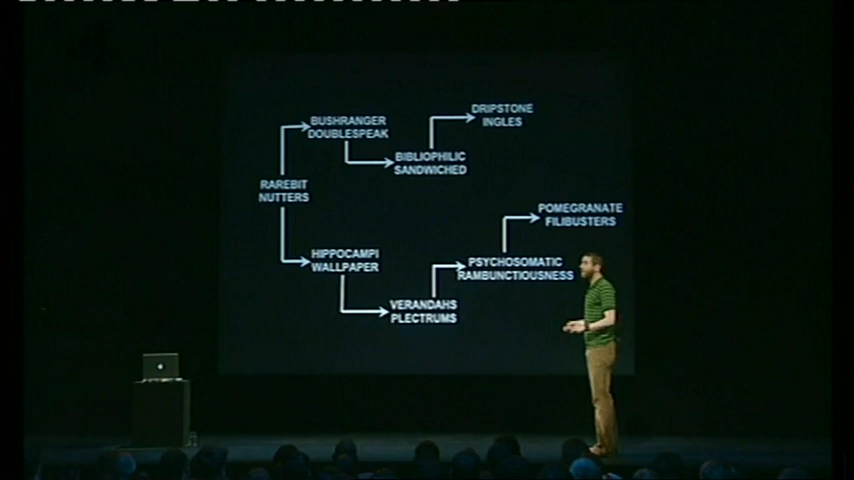 DRIPSTONE
INGLES
BUSHRANGER
DOUBLESPEAK
BIBLIOPHILIC
SANDWICHED
RAREBIT
NUTTERS
POMEGRANATE
FILIBUSTERS
HIPPOCAMPI
WALLPAPER
PSYCHOSOMATIC
RAMBUNCTIOUSNESS
VERANDAHS
PLECTRUMS